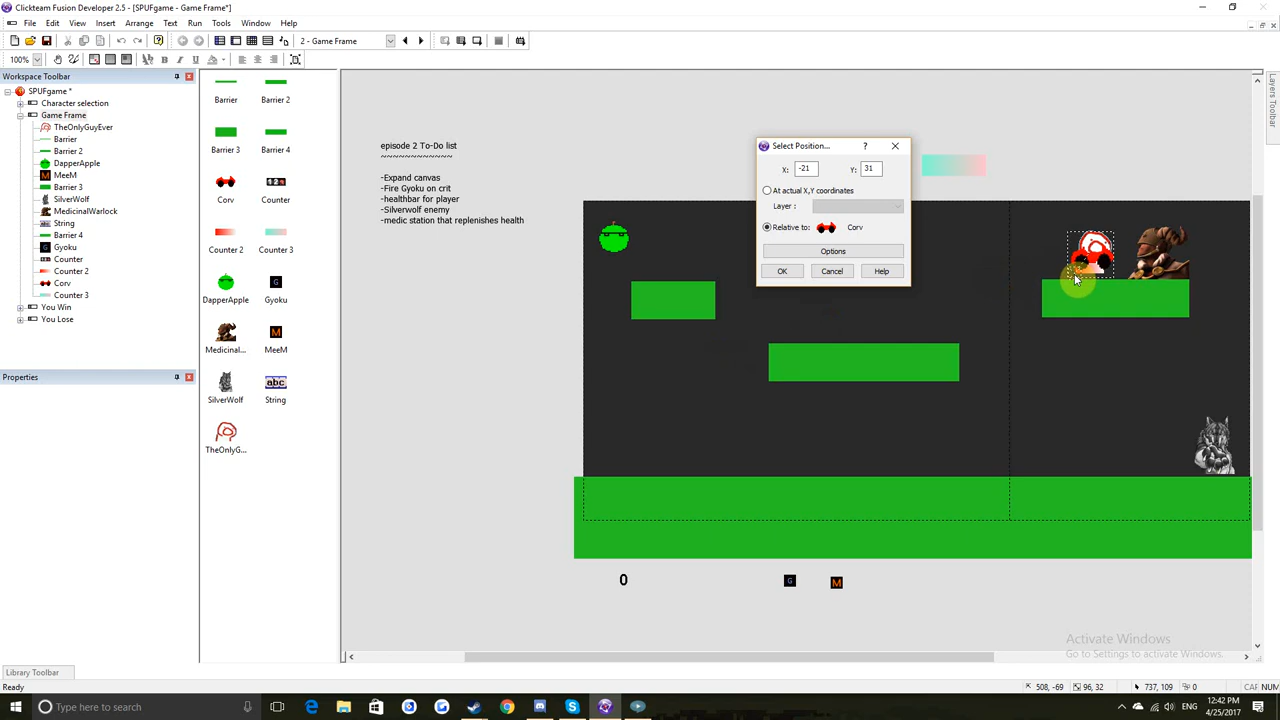 Clickteam Fusion Developer 2.5 - [SPUFgame - Game Frame*]
File Edit View Insert Arrange Text Run Tools Window Help
2 - Game Frame
100%
Workspace Toolbar
SPUFgame *
Character selection
Game Frame
TheOnlyGuyEver
Barrier
Barrier 2
DapperApple
MeeM
Barrier 3
SilverWolf
MedicinalWarlock
String
Barrier 4
Gyoku
Counter
Counter 2
Corv
Counter 3
You Win
You Lose
Properties
Library Toolbar
Ready
Barrier Barrier 2
Barrier 3 Barrier 4
Corv Counter
Counter 2 Counter 3
DapperApple Gyoku
Medicinal... MeeM
SilverWolf String
TheOnlyG...
abc
episode 2 To-Do list
~~~~~~~~~~~~
-Expand canvas
-Fire Gyoku on crit
-healthbar for player
-Silverwolf enemy
-medic station that replenishes health
Select Position...
X: -21 Y: 31
At actual X,Y coordinates
Layer :
Relative to: Corv
Options
OK Cancel Help
0
G
M
Layers Toolbar
Activate Windows
Go to Settings to activate Windows.
508, -69 96, 32 737, 109 0 CAP NUM
Type here to search
ENG
12:42 PM
4/25/2017